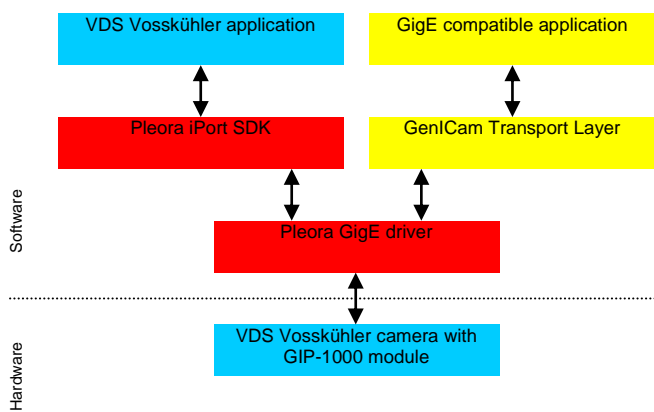 VDS Vosskühler application
GigE compatible application
Pleora iPort SDK
GenICam Transport Layer
Software
Pleora GigE driver
VDS Vosskühler camera with
GIP-1000 module
Hardware